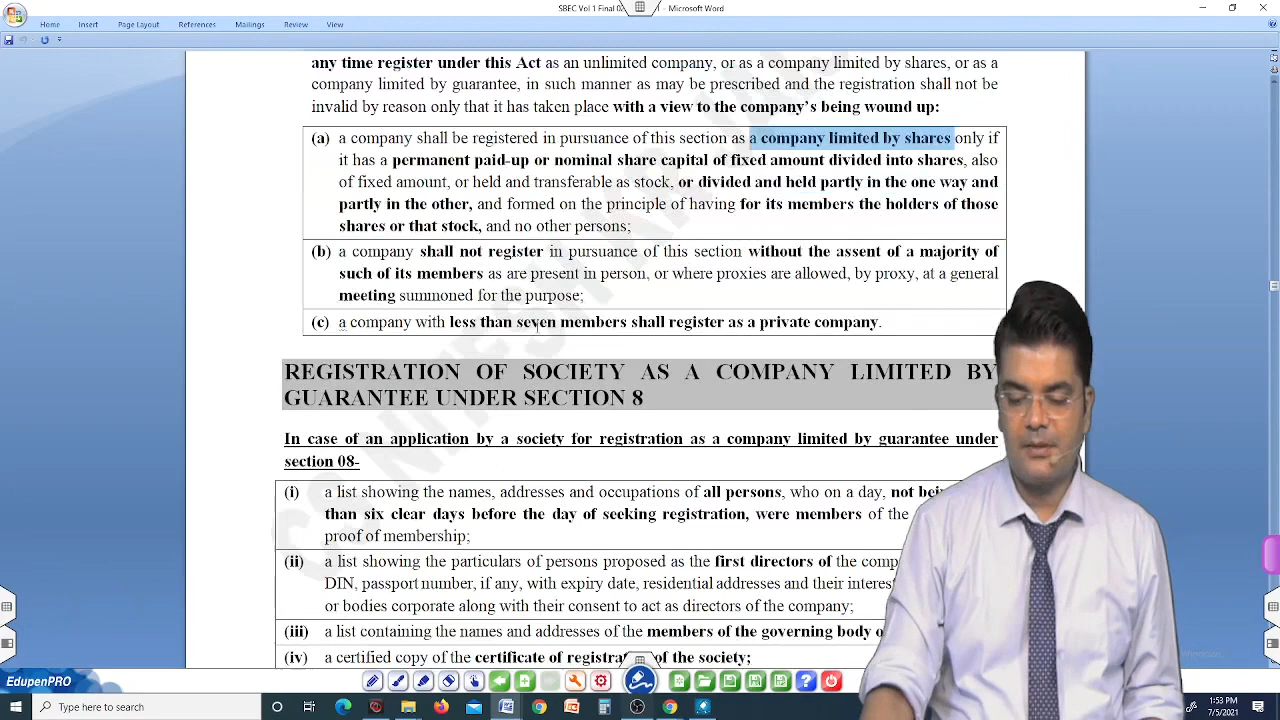 SBEC Vol 1 Final 0 1 - Microsoft Word
Home Insert Page Layout References Mailings Review View
any time register under this Act as an unlimited company, or as a company limited by shares, or as a
company limited by guarantee, in such manner as may be prescribed and the registration shall not be
invalid by reason only that it has taken place with a view to the company's being wound up:
(a) a company shall be registered in pursuance of this section as a company limited by shares only if
it has a permanent paid-up or nominal share capital of fixed amount divided into shares, also
of fixed amount, or held and transferable as stock, or divided and held partly in the one way and
partly in the other, and formed on the principle of having for its members the holders of those
shares or that stock, and no other persons;
(b) a company shall not register in pursuance of this section without the assent of a majority of
such of its members as are present in person, or where proxies are allowed, by proxy, at a general
meeting summoned for the purpose;
(c) a company with less than seven members shall register as a private company.
REGISTRATION OF SOCIETY AS A COMPANY LIMITED BY
GUARANTEE UNDER SECTION 8
In case of an application by a society for registration as a company limited by guarantee under
section 08-
(i) a list showing the names, addresses and occupations of all persons, who on a day, not
than six clear days before the day of seeking registration, were members of the
proof of membership;
(ii) a list showing the particulars of persons proposed as the first directors of the
DIN, passport number, if any, with expiry date, residential addresses and their
or bodies corporate along with their consent to act as directors of the company;
(iii) a list containing the names and addresses of the members of the governing body
(iv) a certified copy of the certificate of of the society;
EdupenPRO
Type here to search
1:53 PM
7/5/2021